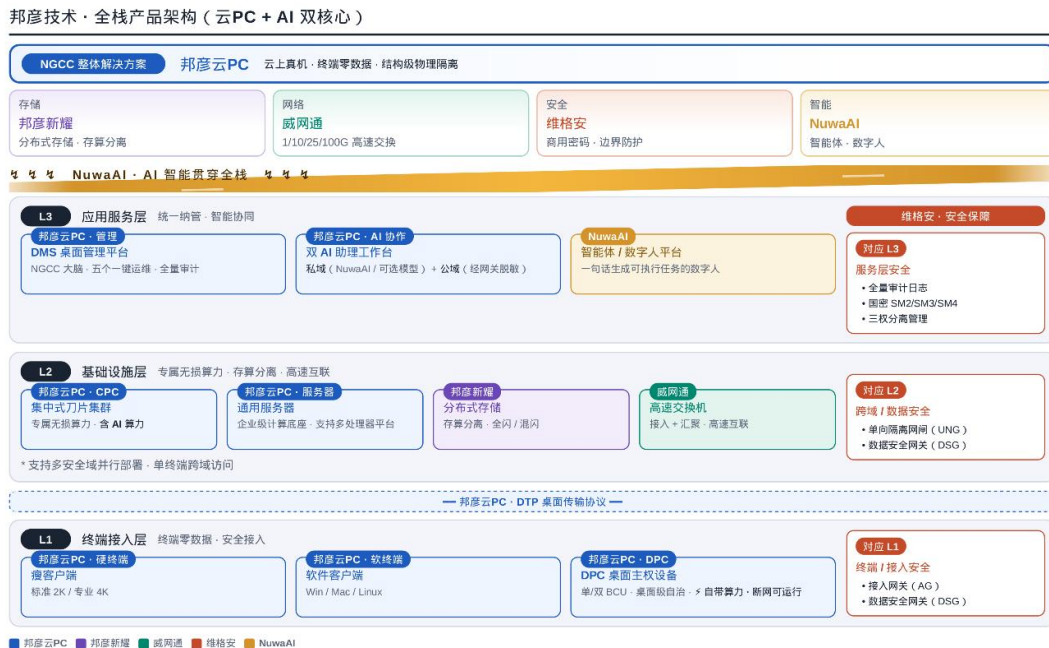 邦彦技术 · 全栈产品架构（云PC + AI 双核心）
NGCC 整体解决方案
邦彦云PC
云上真机 · 终端零数据 · 结构级物理隔离
存储
邦彦新耀
分布式存储 · 存算分离
网络
威网通
1/10/25/100G 高速交换
安全
维格安
商用密码 · 边界防护
智能
NuwaAI
智能体 · 数字人
↯ ↯ ↯ NuwaAI · AI 智能贯穿全栈 ↯ ↯ ↯
L3 应用服务层 统一纳管 · 智能协同
邦彦云PC · 管理
DMS 桌面管理平台
NGCC 大脑 · 五个一键运维 · 全量审计
邦彦云PC · AI 协作
双 AI 助理工作台
私域（NuwaAI / 可选模型）+ 公域（经网关脱敏）
NuwaAI
智能体 / 数字人平台
一句话生成可执行任务的数字人
维格安 · 安全保障
对应 L3
服务层安全
• 全量审计日志
• 国密 SM2/SM3/SM4
• 三权分离管理
L2 基础设施层 专属无损算力 · 存算分离 · 高速互联
邦彦云PC · CPC
集中式刀片集群
专属无损算力 · 含 AI 算力
邦彦云PC · 服务器
通用服务器
企业级计算底座 · 支持多处理器平台
邦彦新耀
分布式存储
存算分离 · 全闪 / 混闪
威网通
高速交换机
接入 + 汇聚 · 高速互联
* 支持多安全域并行部署 · 单终端跨域访问
对应 L2
跨域 / 数据安全
• 单向隔离网闸（UNG）
• 数据安全网关（DSG）
— 邦彦云PC · DTP 桌面传输协议 —
L1 终端接入层 终端零数据 · 安全接入
邦彦云PC · 硬终端
瘦客户端
标准 2K / 专业 4K
邦彦云PC · 软终端
软件客户端
Win / Mac / Linux
邦彦云PC · DPC
DPC 桌面主权设备
单/双 BCU · 桌面级自治 · ⚡ 自带算力 · 断网可运行
对应 L1
终端 / 接入安全
• 接入网关（AG）
• 数据安全网关（DSG）
邦彦云PC 邦彦新耀 威网通 维格安 NuwaAI